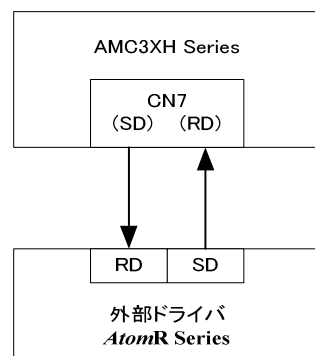 AMC3XH Series
CN7
(SD) (RD)
RD SD
外部ドライバ
AtomR Series